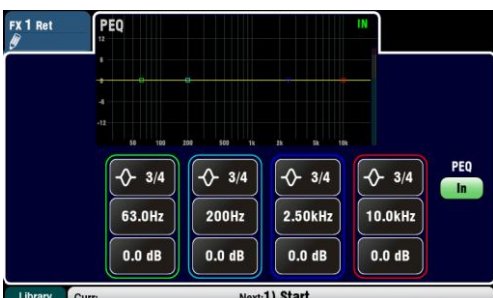 FX 1 Ret
PEQ
IN
12
0
-6
-12
50 100 200 500 1k 2k 5k 10k
3/4 3/4 3/4 3/4
63.0Hz 200Hz 2.50kHz 10.0kHz
0.0 dB 0.0 dB 0.0 dB 0.0 dB
PEQ
In
Library Curr: Next:1) Start